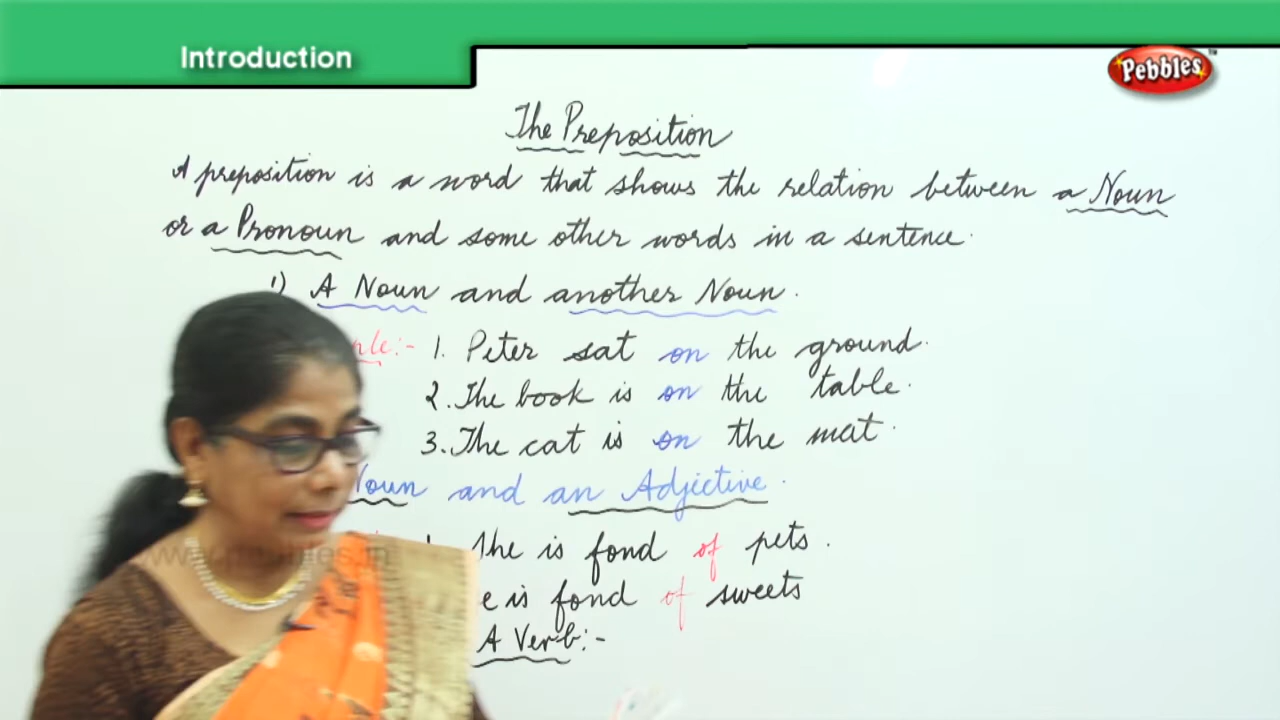 Introduction
Pebbles
The Preposition
A preposition is a word that shows the relation between a Noun
or a Pronoun and some other words in a sentence.
1) A Noun and another Noun.
1. Peter sat on the ground.
2. The book is on the table.
3. The cat is on the mat.
Noun and an Adjective.
She is fond of pets.
is fond of sweets
A Verb:-